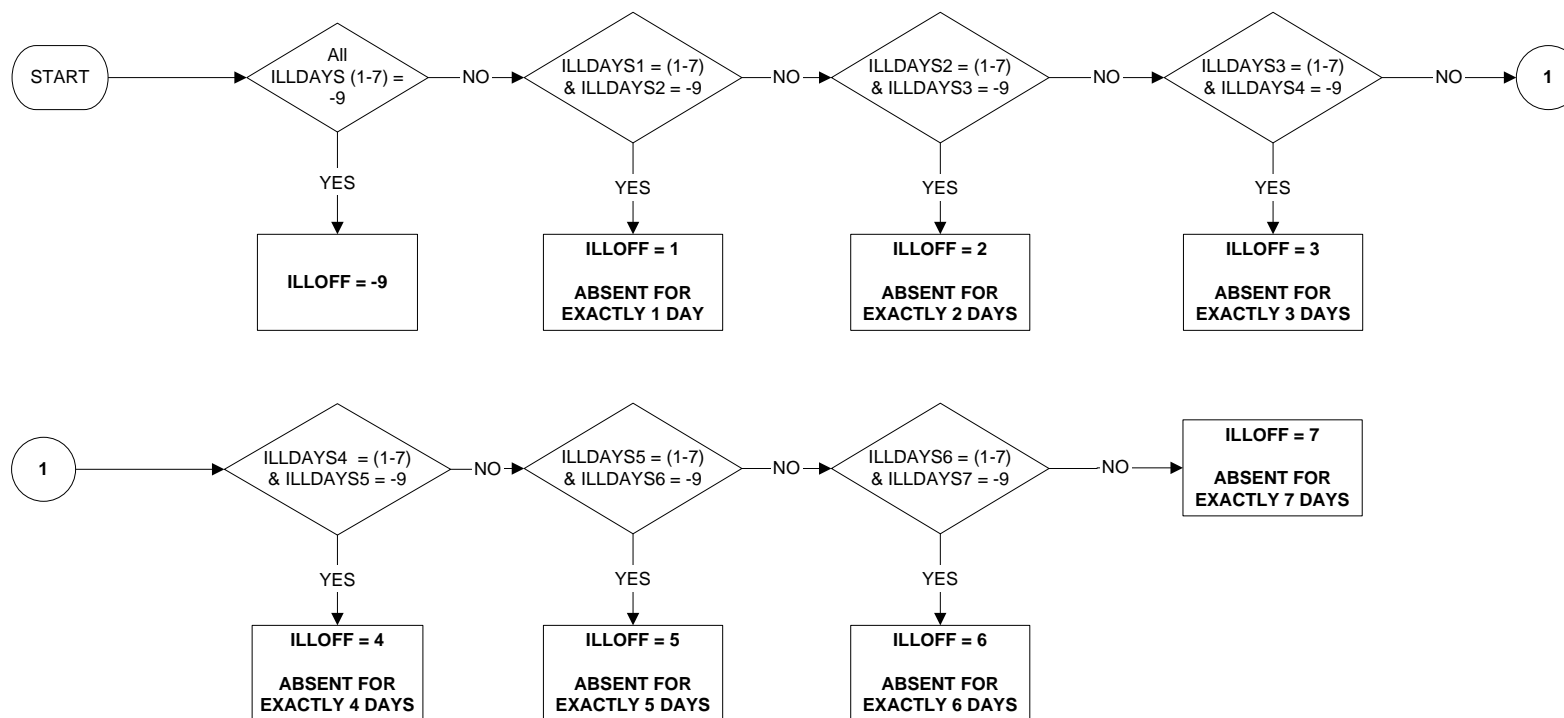 START
All
ILLDAYS (1-7) =
-9
NO
ILLDAYS1 = (1-7)
& ILLDAYS2 = -9
NO
ILLDAYS2 = (1-7)
& ILLDAYS3 = -9
NO
ILLDAYS3 = (1-7)
& ILLDAYS4 = -9
NO
1
YES
YES
YES
YES
ILLOFF = -9
ILLOFF = 1
ABSENT FOR
EXACTLY 1 DAY
ILLOFF = 2
ABSENT FOR
EXACTLY 2 DAYS
ILLOFF = 3
ABSENT FOR
EXACTLY 3 DAYS
1
ILLDAYS4 = (1-7)
& ILLDAYS5 = -9
NO
ILLDAYS5 = (1-7)
& ILLDAYS6 = -9
NO
ILLDAYS6 = (1-7)
& ILLDAYS7 = -9
NO
ILLOFF = 7
ABSENT FOR
EXACTLY 7 DAYS
YES
YES
YES
ILLOFF = 4
ABSENT FOR
EXACTLY 4 DAYS
ILLOFF = 5
ABSENT FOR
EXACTLY 5 DAYS
ILLOFF = 6
ABSENT FOR
EXACTLY 6 DAYS